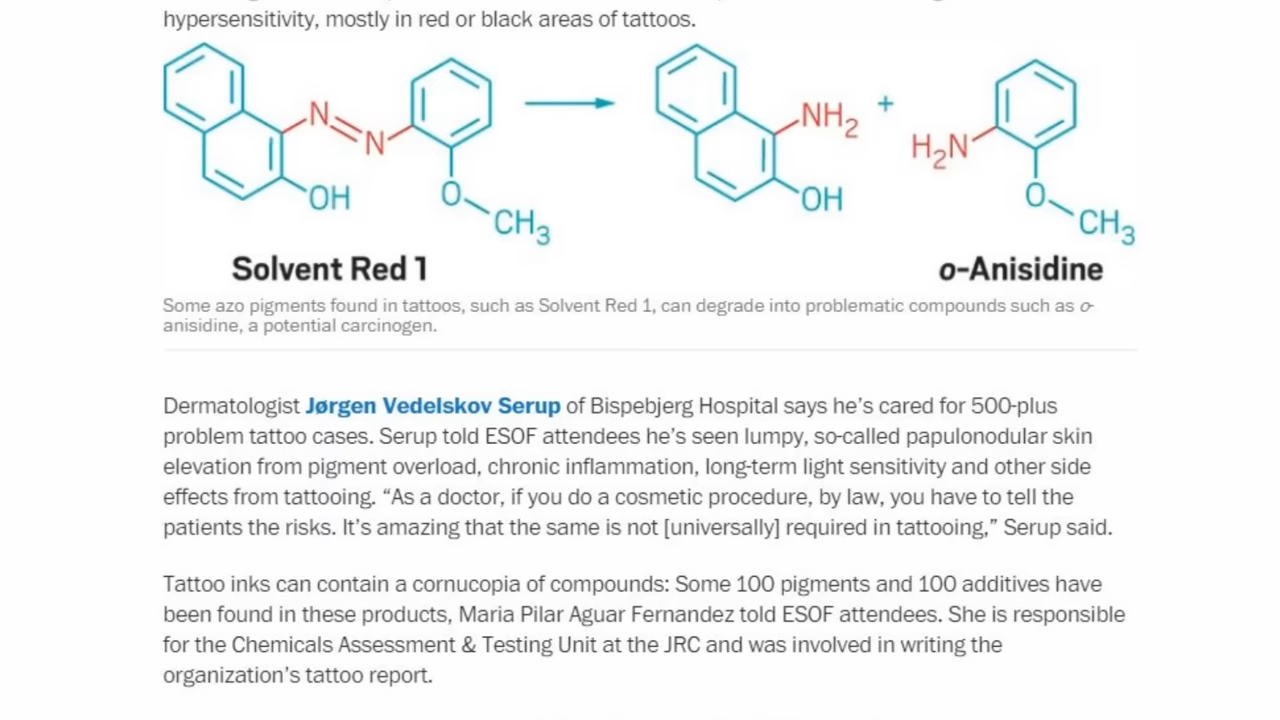 hypersensitivity, mostly in red or black areas of tattoos.
N
N
OH
O
CH3
NH2
OH
+
H2N
O
CH3
Solvent Red 1
o-Anisidine
Some azo pigments found in tattoos, such as Solvent Red 1, can degrade into problematic compounds such as o-
anisidine, a potential carcinogen.
Dermatologist Jørgen Vedelskov Serup of Bispebjerg Hospital says he's cared for 500-plus
problem tattoo cases. Serup told ESOF attendees he's seen lumpy, so-called papulonodular skin
elevation from pigment overload, chronic inflammation, long-term light sensitivity and other side
effects from tattooing. “As a doctor, if you do a cosmetic procedure, by law, you have to tell the
patients the risks. It's amazing that the same is not [universally] required in tattooing,” Serup said.
Tattoo inks can contain a cornucopia of compounds: Some 100 pigments and 100 additives have
been found in these products, Maria Pilar Aguar Fernandez told ESOF attendees. She is responsible
for the Chemicals Assessment & Testing Unit at the JRC and was involved in writing the
organization's tattoo report.